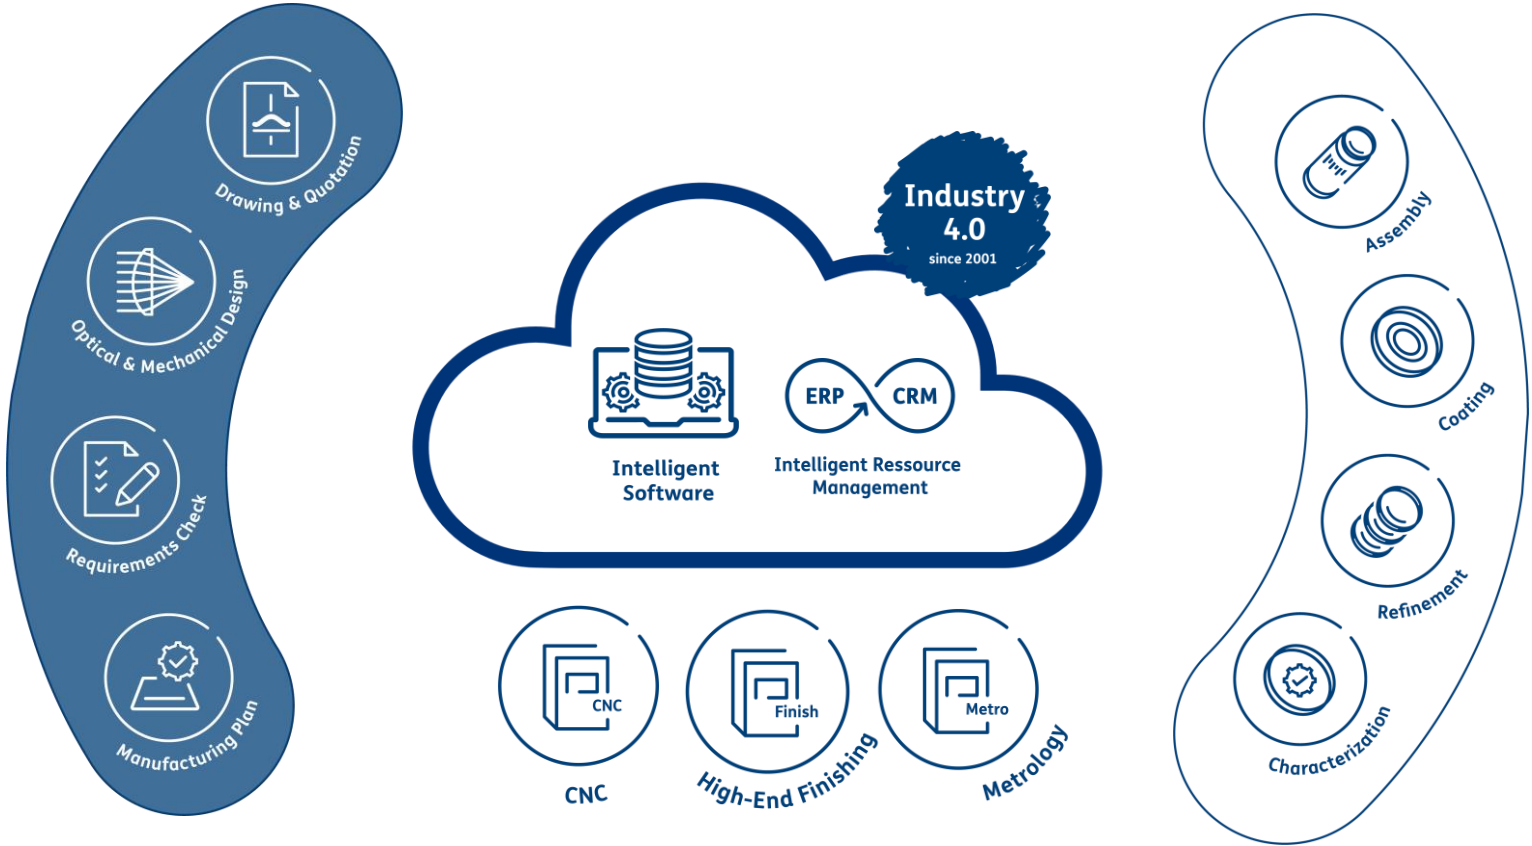 Drawing & Quotation
Optical & Mechanical Design
Requirements Check
Manufacturing Plan
Industry
4.0
since 2001
Intelligent
Software
ERP
CRM
Intelligent Ressource
Management
CNC
CNC
Finish
High-End Finishing
Metro
Metrology
Assembly
Coating
Refinement
Characterization